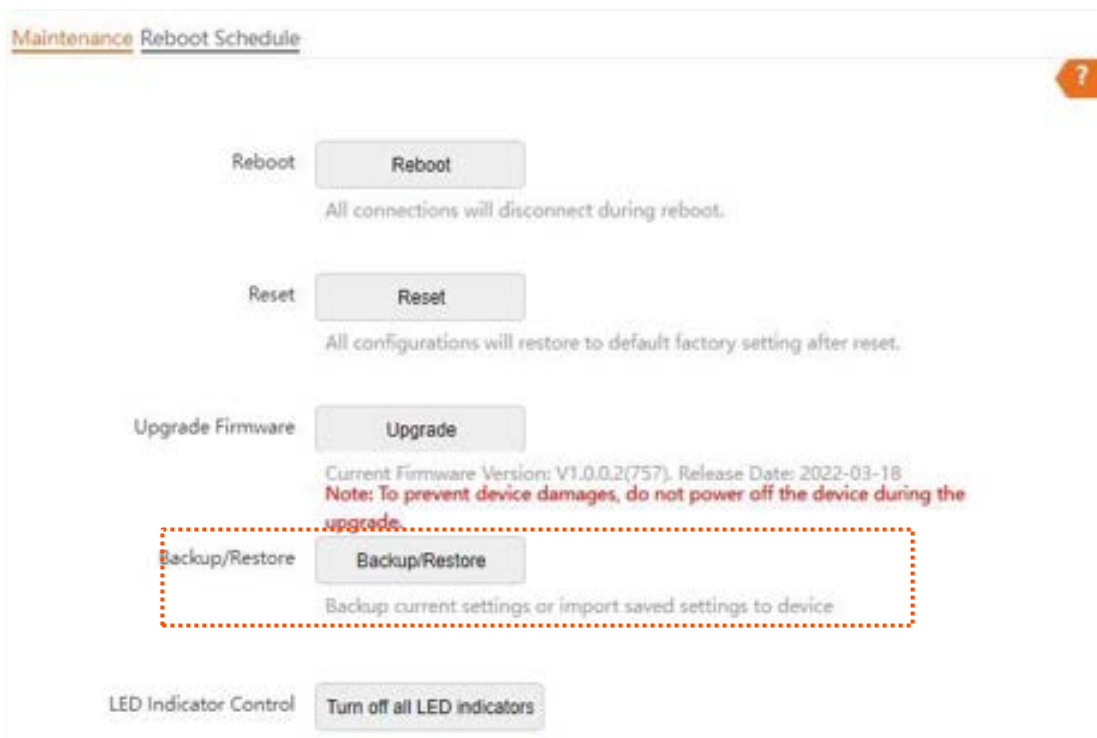 Maintenance Reboot Schedule
?
Reboot Reboot
All connections will disconnect during reboot.
Reset Reset
All configurations will restore to default factory setting after reset.
Upgrade Firmware Upgrade
Current Firmware Version: V1.0.0.2(757). Release Date: 2022-03-18
Note: To prevent device damages, do not power off the device during the
upgrade.
Backup/Restore Backup/Restore
Backup current settings or import saved settings to device
LED Indicator Control Turn off all LED indicators